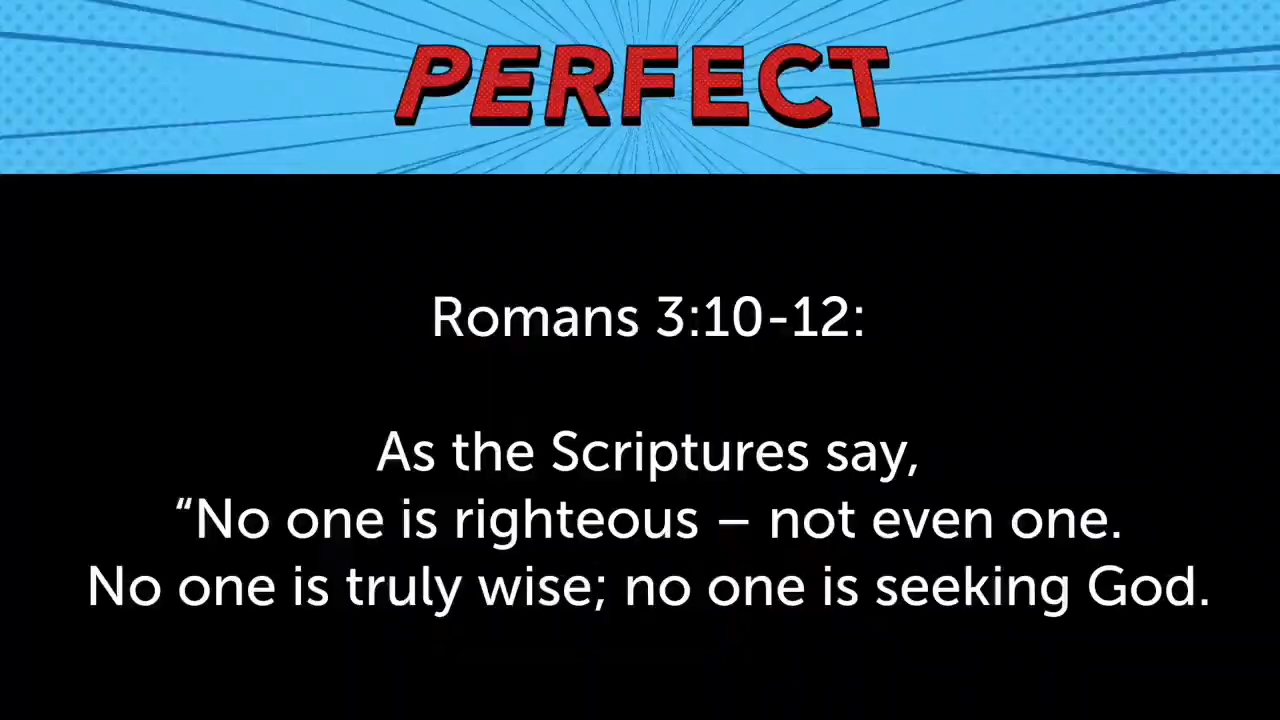 PERFECT
Romans 3:10-12:
As the Scriptures say,
“No one is righteous – not even one.
No one is truly wise; no one is seeking God.